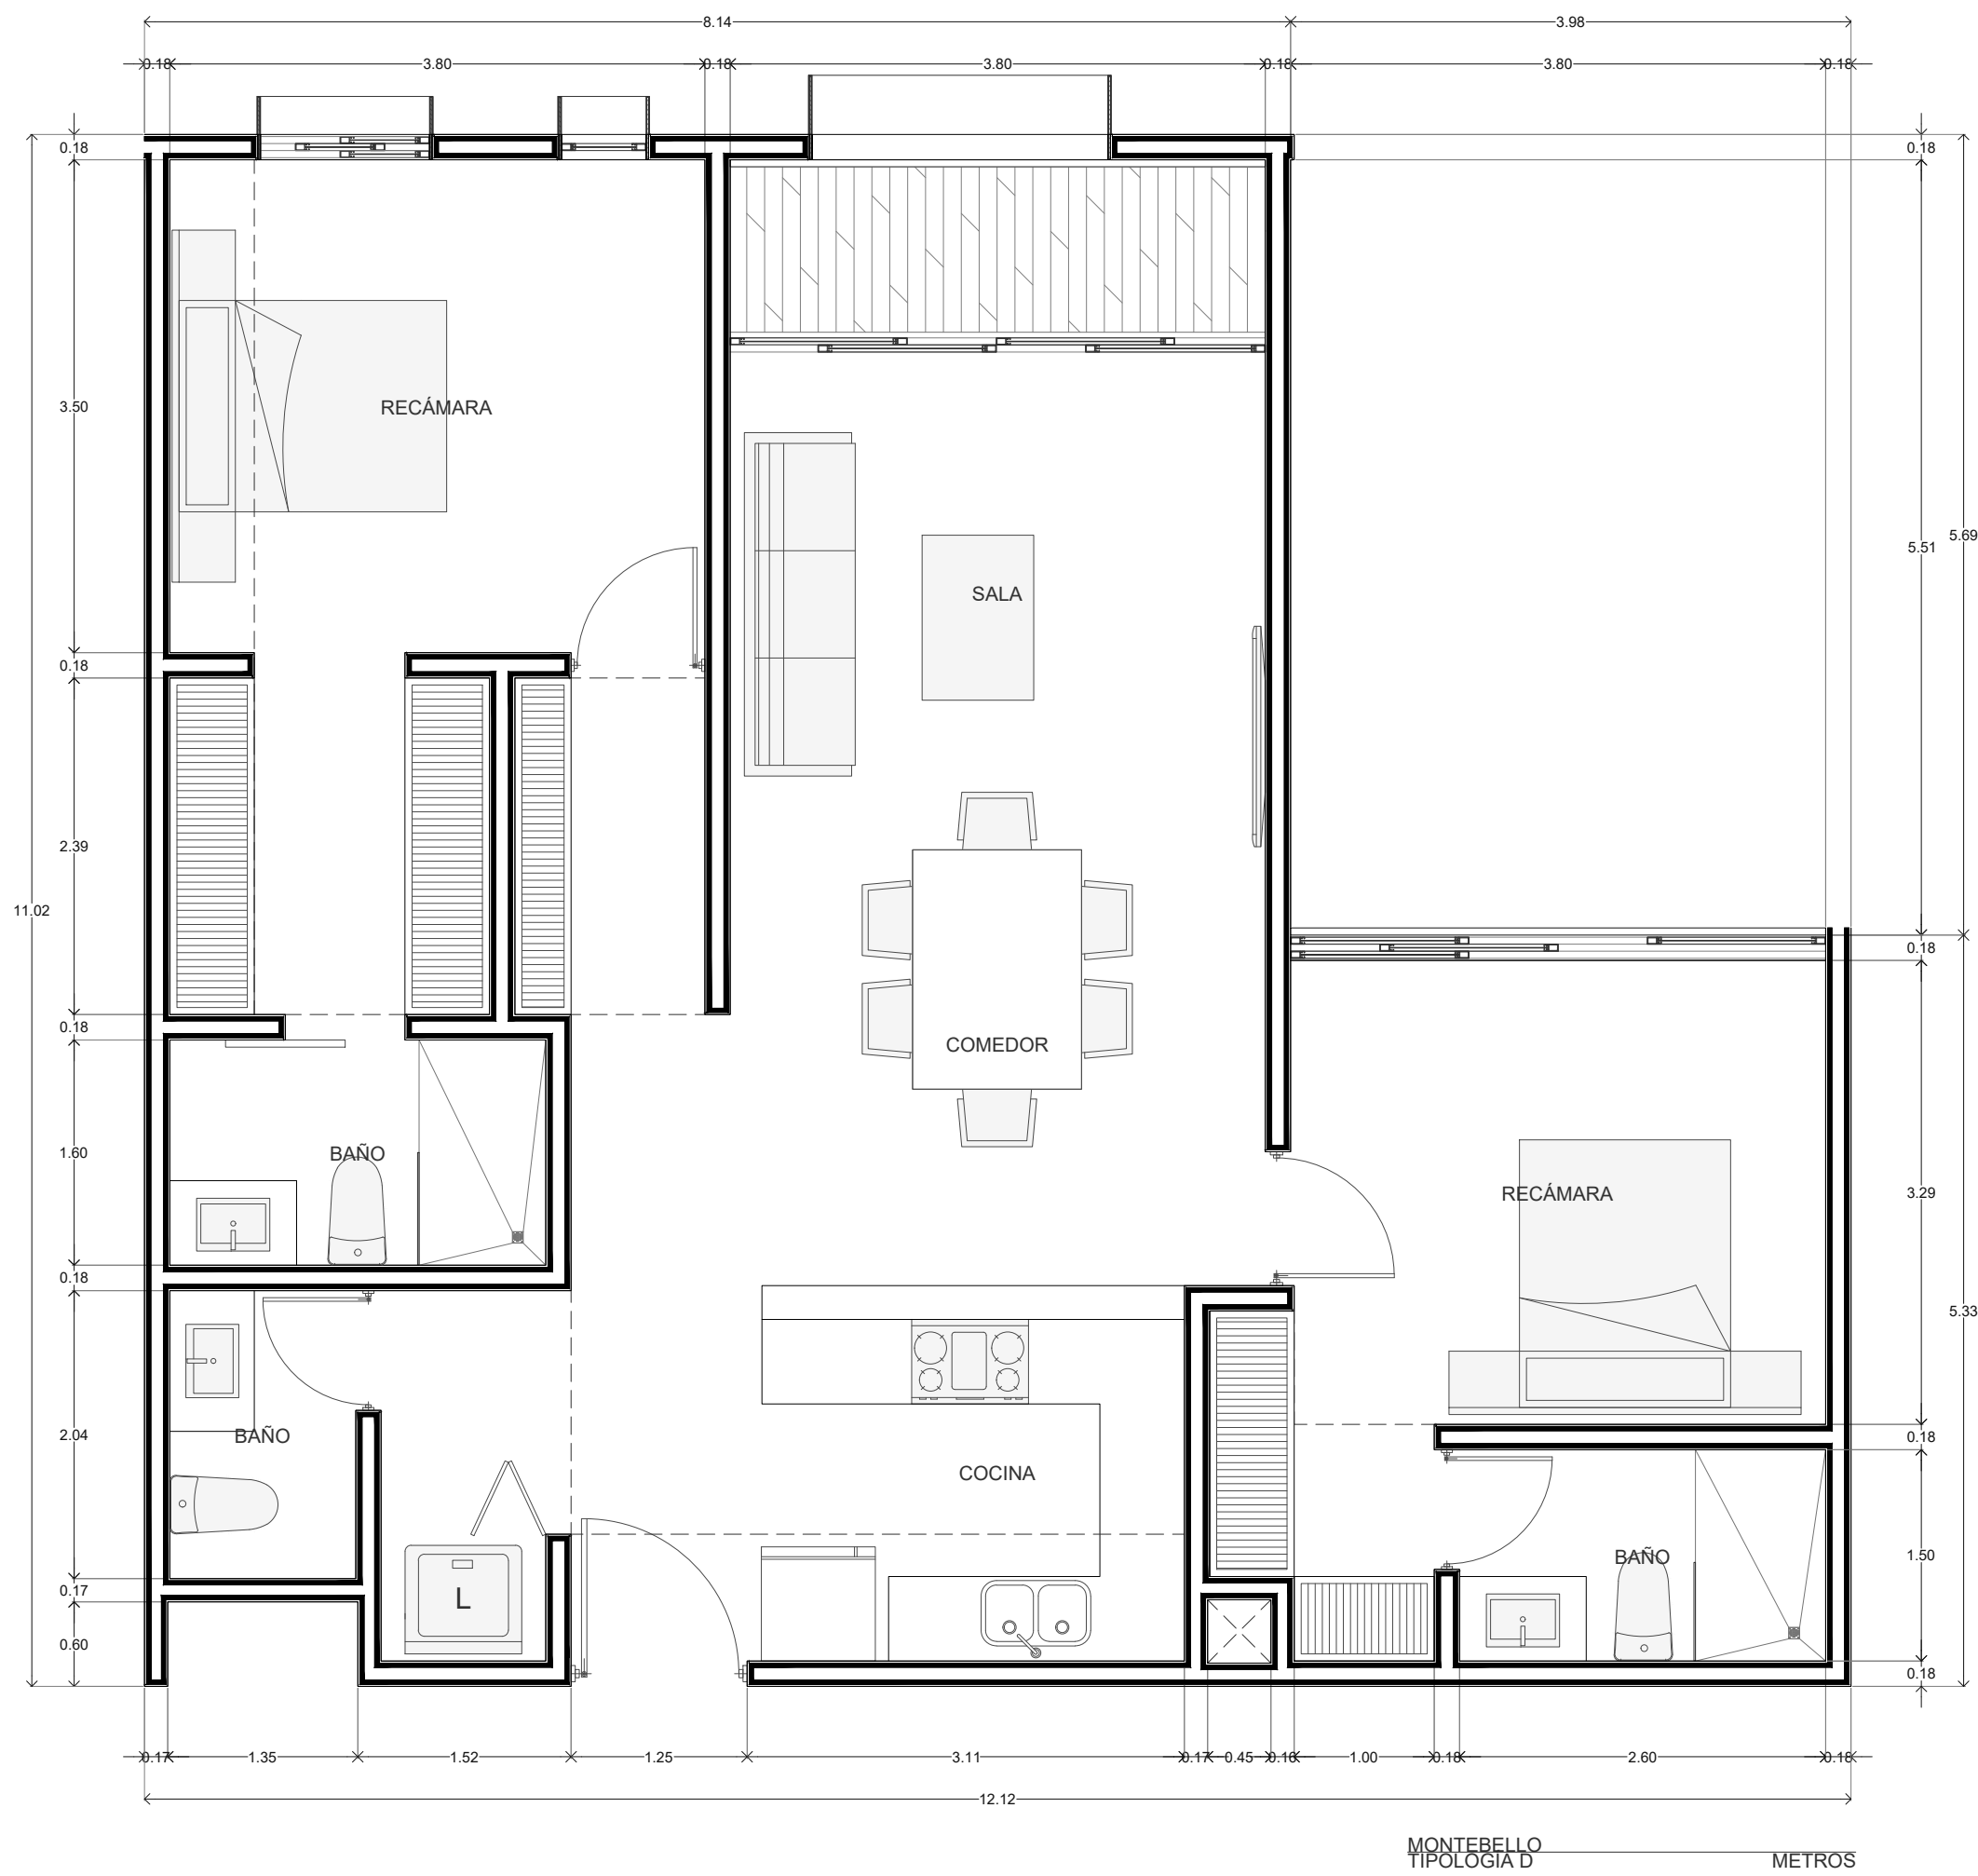 8.14 3.98
0.18 3.80 0.18 3.80 0.18 3.80 0.18
0.18 0.18
3.50
RECÁMARA
5.51 5.69
SALA
0.18
2.39
11.02
0.18
0.18
COMEDOR
1.60
BAÑO
RECÁMARA
3.29
0.18
5.33
2.04
BAÑO
0.18
COCINA
1.50
BAÑO
0.17
L
0.60
0.18
0.17 1.35 1.52 1.25 3.11 0.17 0.45 0.16 1.00 0.18 2.60 0.18
12.12
MONTEBELLO
TIPOLOGIA D METROS